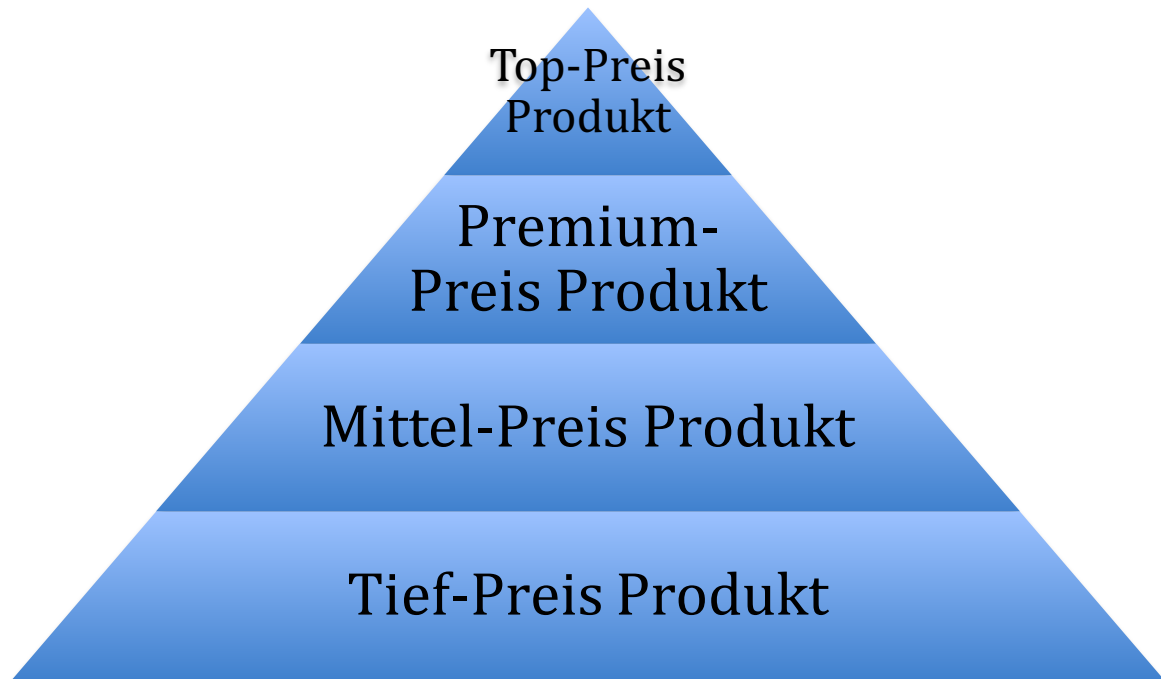 Top-Preis
Produkt
Premium-
Preis Produkt
Mittel-Preis Produkt
Tief-Preis Produkt